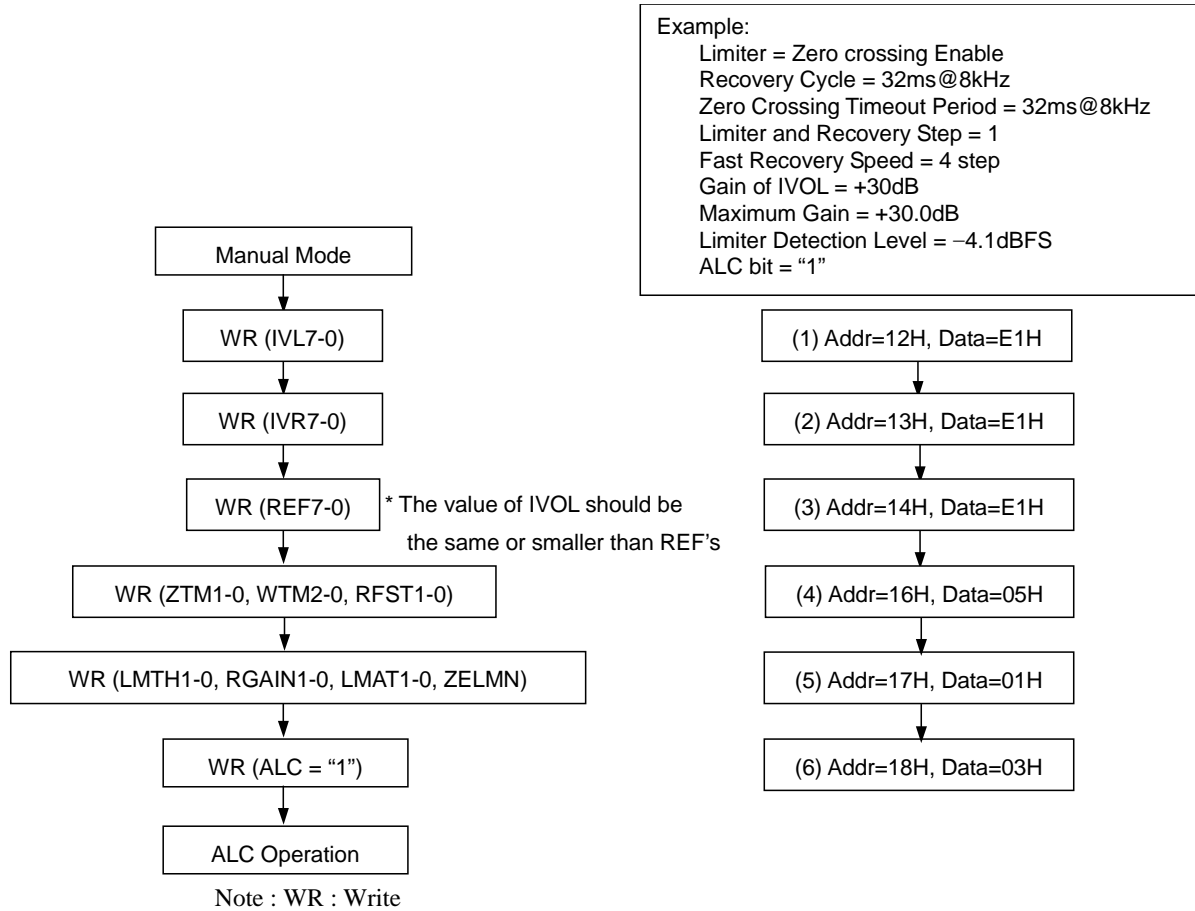 Example:
Limiter = Zero crossing Enable
Recovery Cycle = 32ms@8kHz
Zero Crossing Timeout Period = 32ms@8kHz
Limiter and Recovery Step = 1
Fast Recovery Speed = 4 step
Gain of IVOL = +30dB
Maximum Gain = +30.0dB
Limiter Detection Level = −4.1dBFS
ALC bit = “1”
Manual Mode
WR (IVL7-0)
WR (IVR7-0)
WR (REF7-0)
* The value of IVOL should be
the same or smaller than REF’s
WR (ZTM1-0, WTM2-0, RFST1-0)
WR (LMTH1-0, RGAIN1-0, LMAT1-0, ZELMN)
WR (ALC = “1”)
ALC Operation
Note : WR : Write
(1) Addr=12H, Data=E1H
(2) Addr=13H, Data=E1H
(3) Addr=14H, Data=E1H
(4) Addr=16H, Data=05H
(5) Addr=17H, Data=01H
(6) Addr=18H, Data=03H